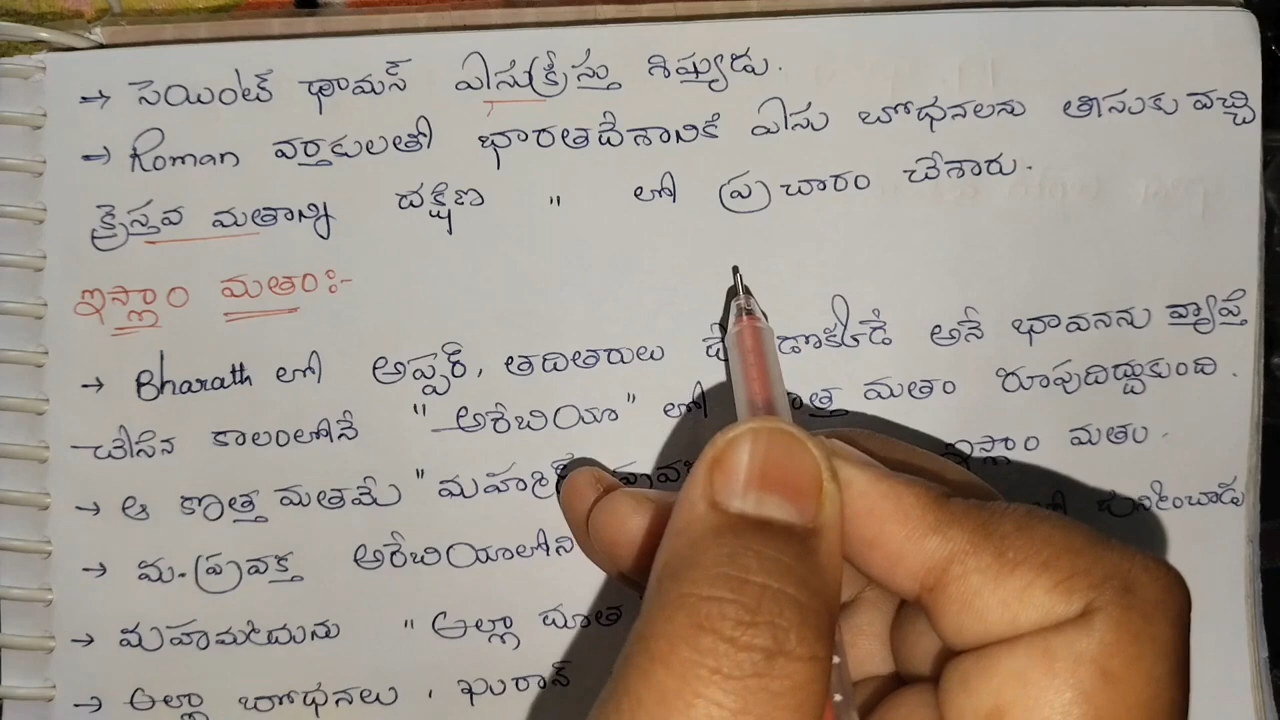 → సెయింట్ థామస్ ఏసుక్రీస్తు శిష్యుడు.
→ Roman వర్తకులతో భారతదేశానికి ఏసు బోధనలను తీసుకువచ్చి
క్రైస్తవ మతాన్ని దక్షిణ " లో ప్రచారం చేశారు.
ఇస్లాం మతం:-
→ Bharath లో అప్పర్, తదితరులు అనే భావనను వ్యాప్తి
చేసిన కాలంలోనే "అరేబియా" లో మతం రూపుదిద్దుకుంది.
→ ఆ కొత్త మతమే " ఇస్లాం మతం.
→ మ.ప్రవక్త అరేబియాలోని జనించాడు
→ మహమ్మదును "అల్లా దూత
→ అల్లా బోధనలు, ఖురాన్